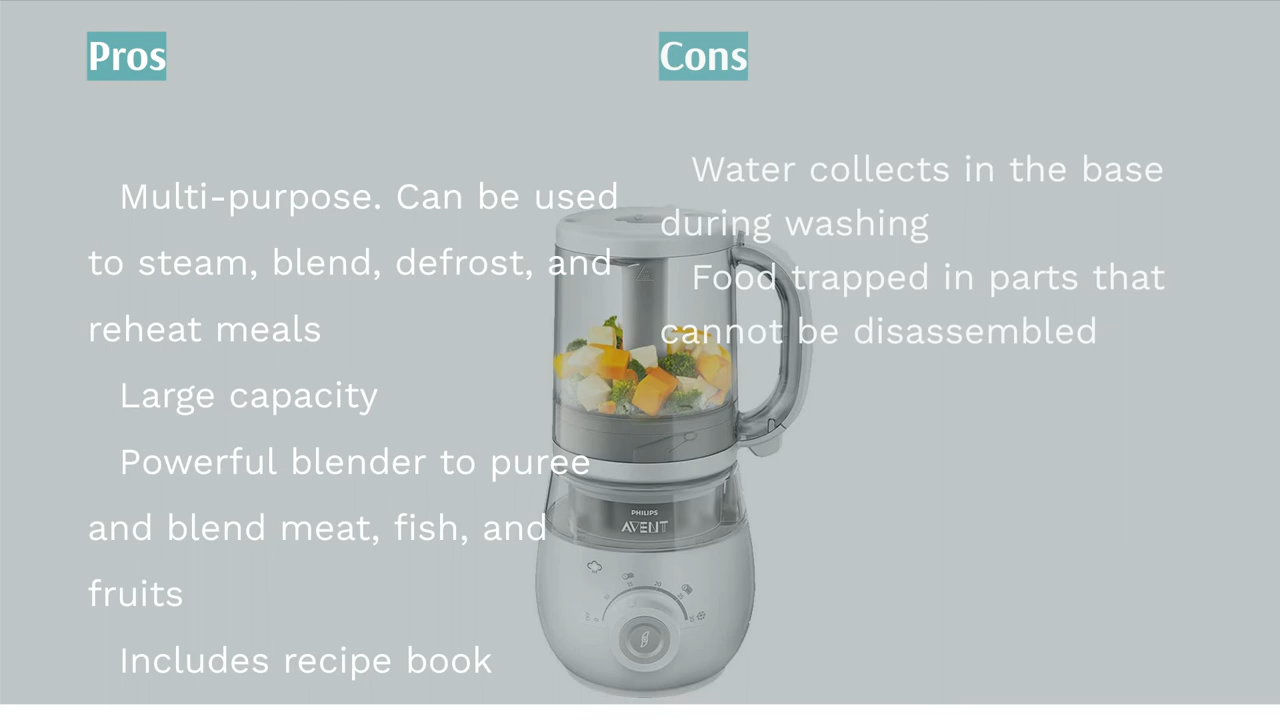 Pros
Multi-purpose. Can be used
to steam, blend, defrost, and
reheat meals
Large capacity
Powerful blender to puree
and blend meat, fish, and
fruits
Includes recipe book
Cons
Water collects in the base
during washing
Food trapped in parts that
cannot be disassembled
PHILIPS
AVENT